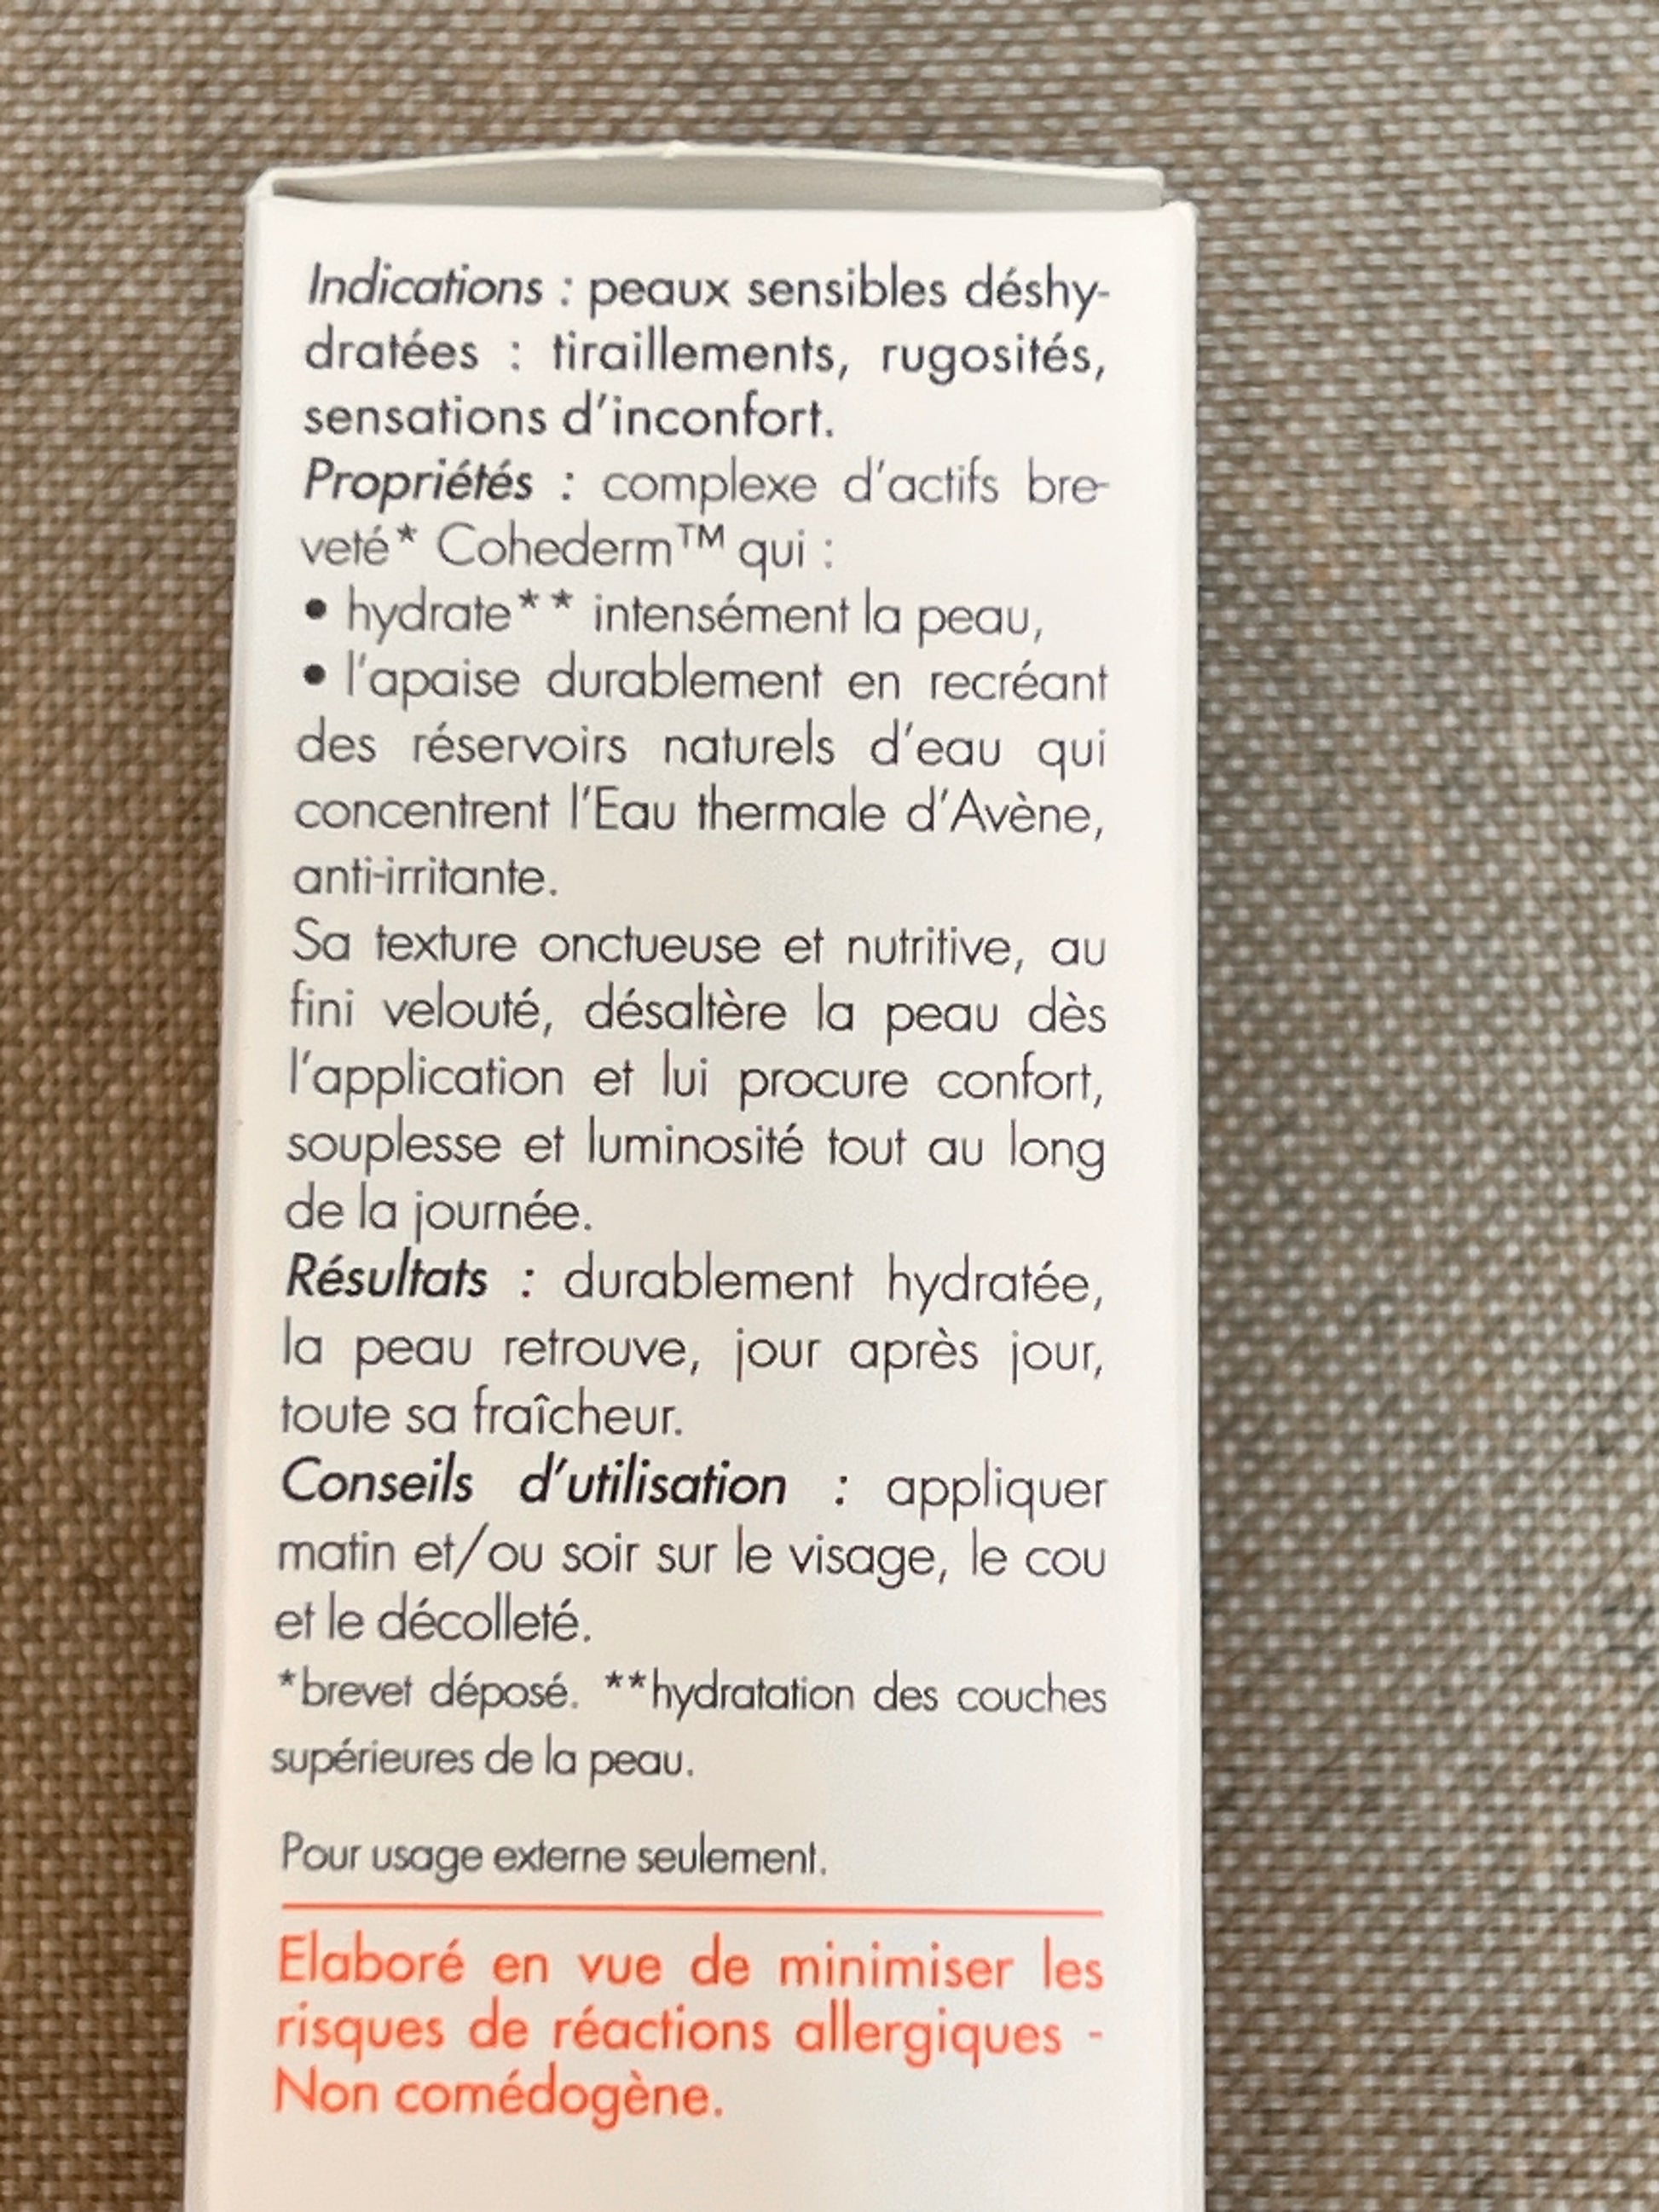 Indications : peaux sensibles déshy-
dratées : tiraillements, rugosités,
sensations d'inconfort.
Propriétés : complexe d'actifs bre-
veté* Cohederm™ qui :
• hydrate** intensément la peau,
• l'apaise durablement en recréant
des réservoirs naturels d'eau qui
concentrent l'Eau thermale d'Avène,
anti-irritante.
Sa texture onctueuse et nutritive, au
fini velouté, désaltère la peau dès
l'application et lui procure confort,
souplesse et luminosité tout au long
de la journée.
Résultats : durablement hydratée,
la peau retrouve, jour après jour,
toute sa fraîcheur.
Conseils d'utilisation : appliquer
matin et/ou soir sur le visage, le cou
et le décolleté.
*brevet déposé. **hydratation des couches
supérieures de la peau.
Pour usage externe seulement.
Elaboré en vue de minimiser les
risques de réactions allergiques -
Non comédogène.